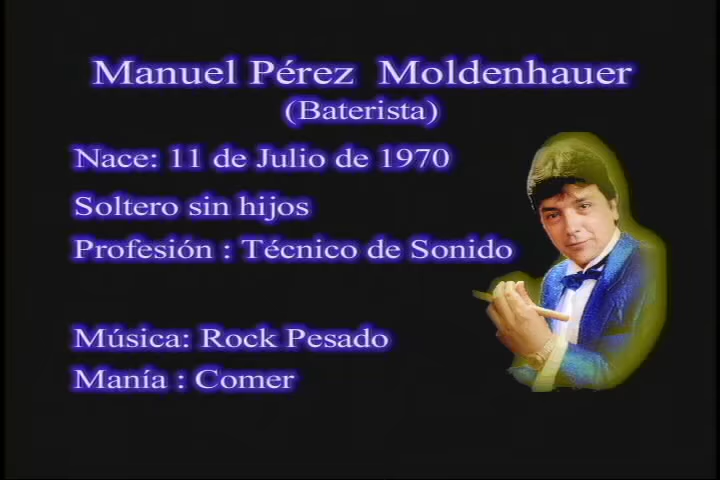 Manuel Pérez Moldenhauer
(Baterista)
Nace: 11 de Julio de 1970
Soltero sin hijos
Profesión : Técnico de Sonido
Música: Rock Pesado
Manía : Comer